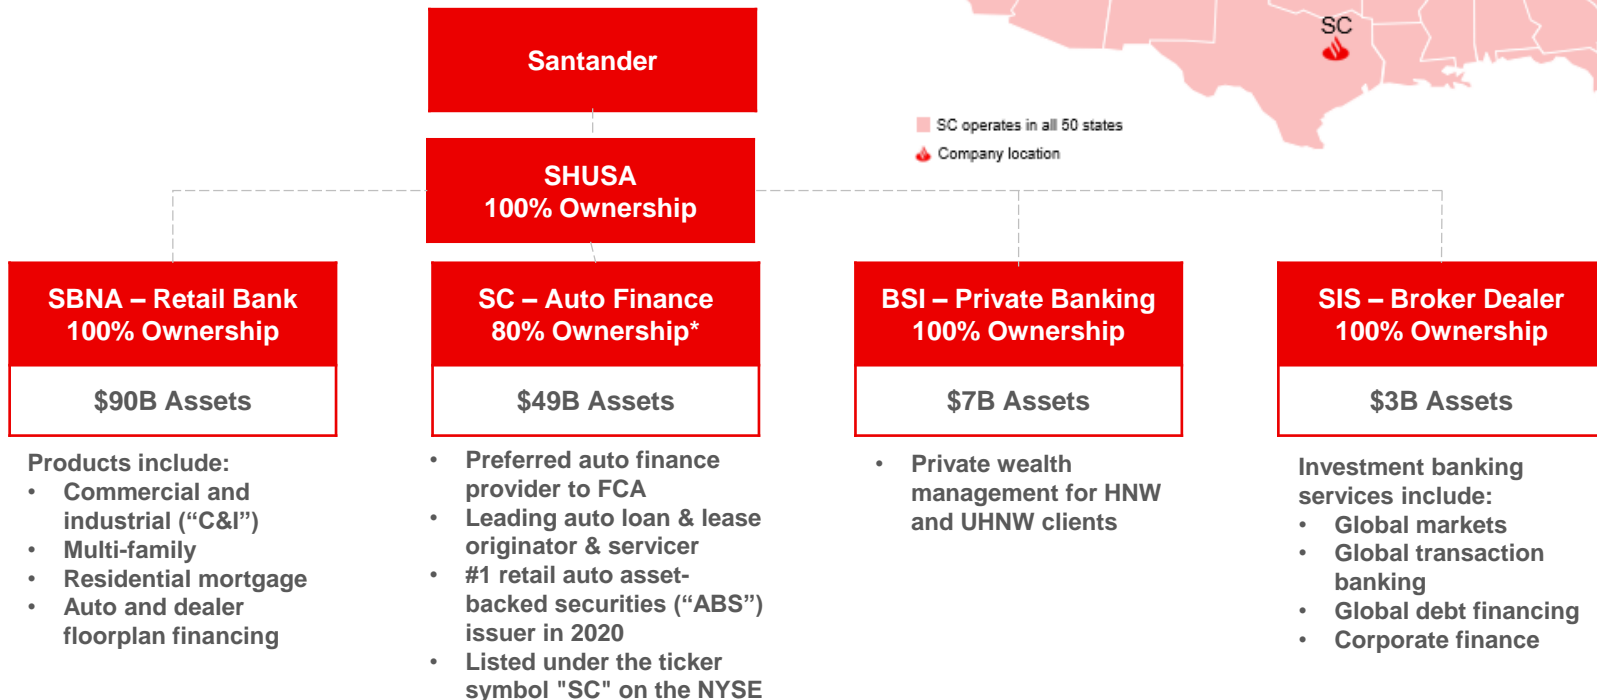 Santander
SC
SC operates in all 50 states
Company location
SHUSA
100% Ownership
SBNA – Retail Bank
100% Ownership
$90B Assets
Products include:
• Commercial and
industrial (“C&I”)
• Multi-family
• Residential mortgage
• Auto and dealer
floorplan financing
SC – Auto Finance
80% Ownership*
$49B Assets
• Preferred auto finance
provider to FCA
• Leading auto loan & lease
originator & servicer
• #1 retail auto asset-
backed securities (“ABS”)
issuer in 2020
• Listed under the ticker
symbol "SC" on the NYSE
BSI – Private Banking
100% Ownership
$7B Assets
• Private wealth
management for HNW
and UHNW clients
SIS – Broker Dealer
100% Ownership
$3B Assets
Investment banking
services include:
• Global markets
• Global transaction
banking
• Global debt financing
• Corporate finance